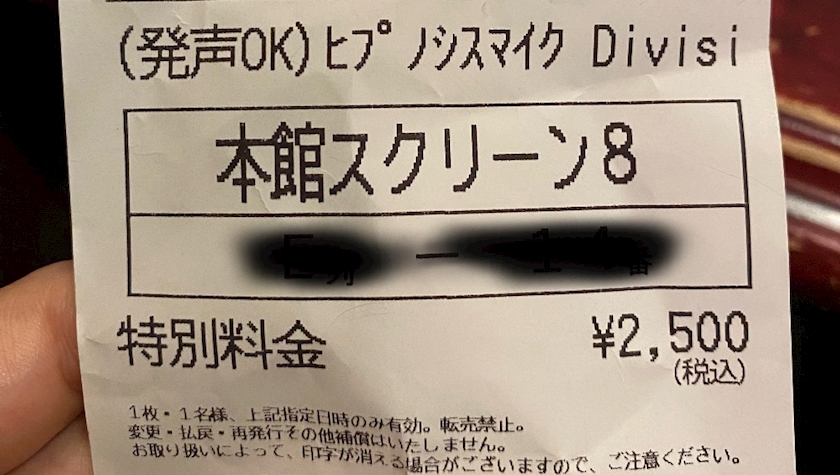 (発声OK)ﾋﾌﾟﾉｼｽﾏｲｸ Divisi
本館スクリーン8
特別料金 ¥2,500
(税込)
1枚・1名様、上記指定日時のみ有効。転売禁止。
変更・払戻・再発行その他補償はいたしません。
お取り扱いによって、印字が消える場合がございますので、ご注意ください。